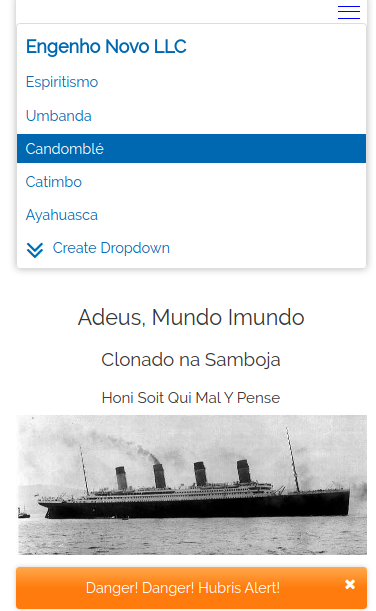 Engenho Novo LLC
Espiritismo
Umbanda
Candomblé
Catimbo
Ayahuasca
Create Dropdown
Adeus, Mundo Imundo
Clonado na Samboja
Honi Soit Qui Mal Y Pense
Danger! Danger! Hubris Alert!